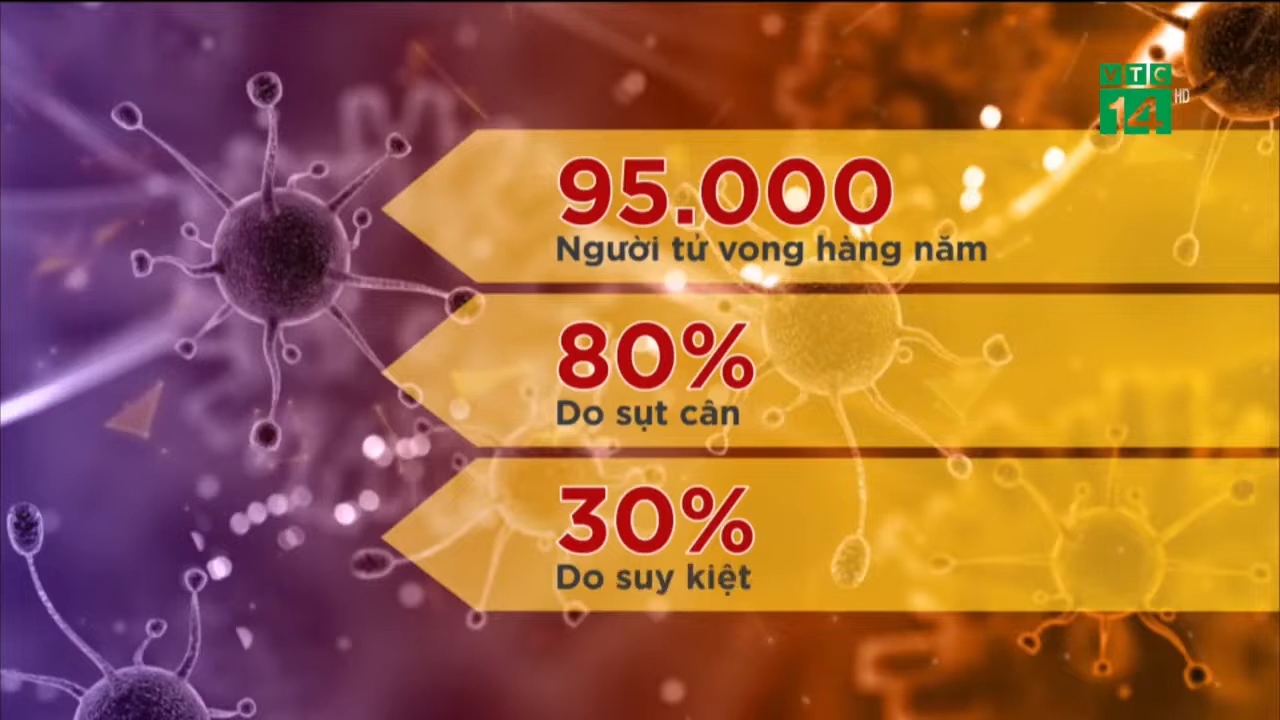 VTC
14 HD
95.000
Người tử vong hàng năm
80%
Do sụt cân
30%
Do suy kiệt